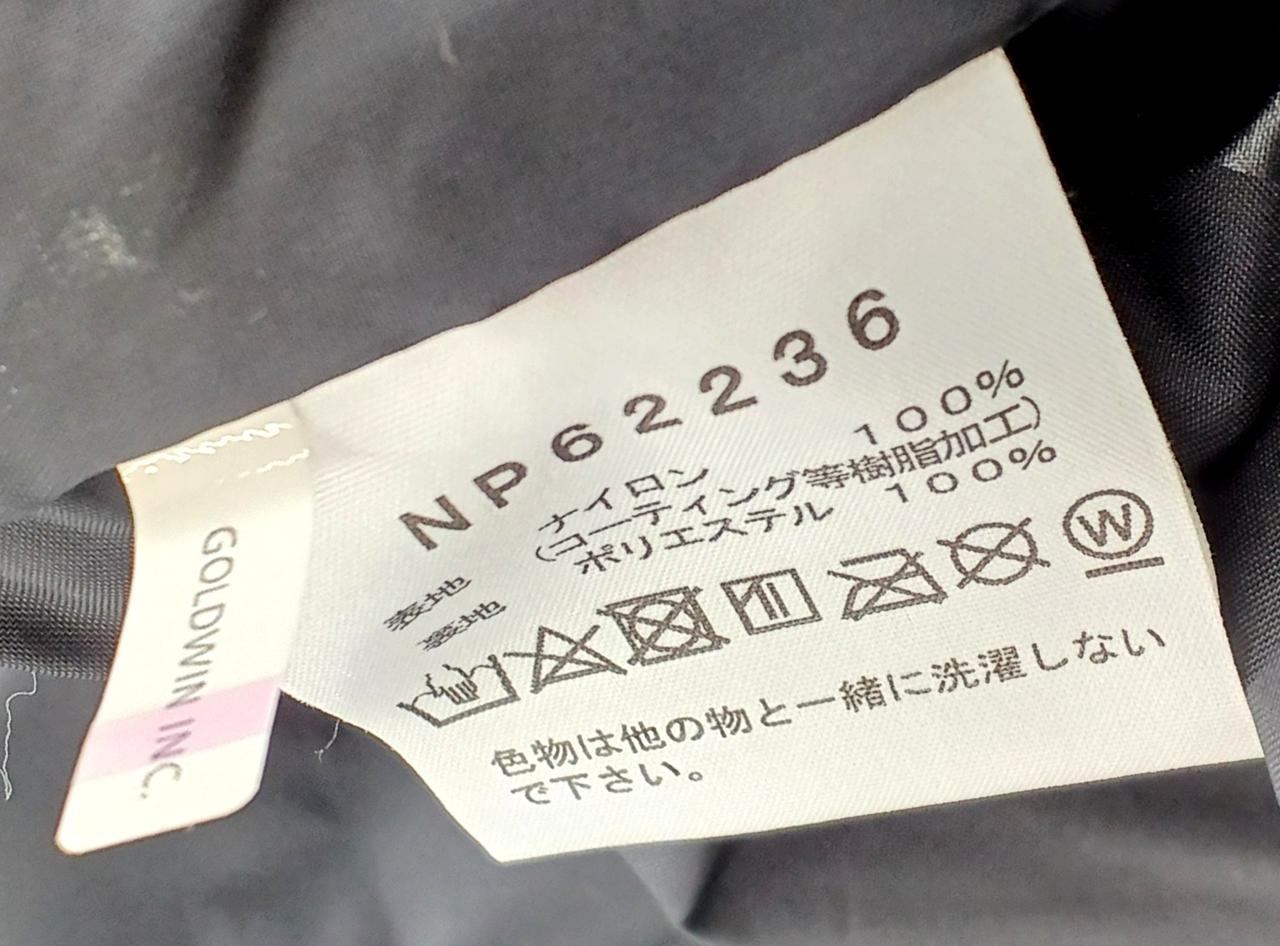 NP62236
表地 ナイロン 100%
(コーティング等樹脂加工)
裏地 ポリエステル 100%
W
色物は他の物と一緒に洗濯しない
で下さい。
GOLDWIN INC.